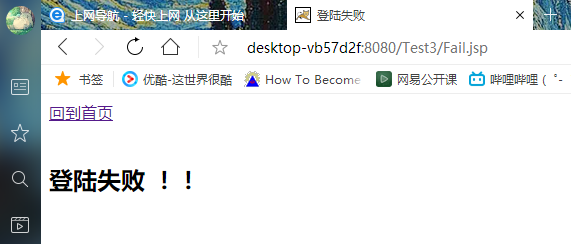 上网导航 - 轻快上网 从这里开始
登陆失败
desktop-vb57d2f:8080/Test3/Fail.jsp
书签
优酷-这世界很酷
How To Become
网易公开课
哔哩哔哩 ( ゜-
回到首页
登陆失败 ！！